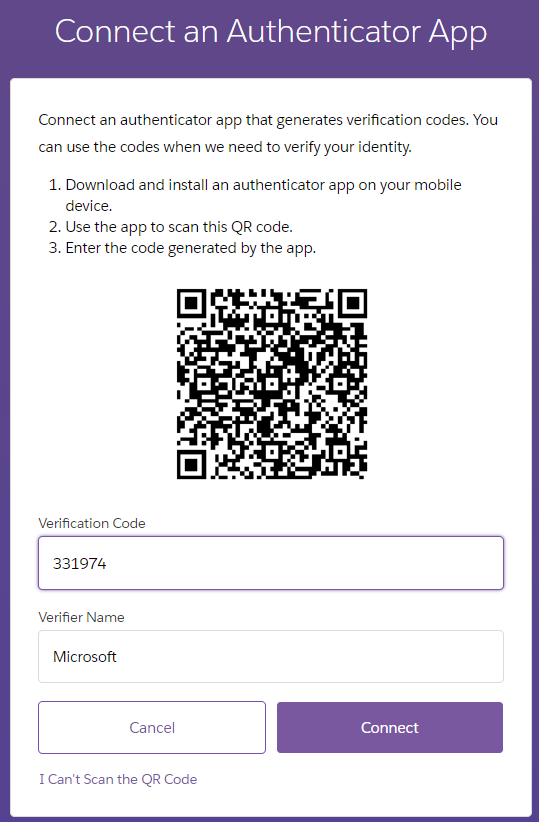 Connect an Authenticator App
Connect an authenticator app that generates verification codes. You
can use the codes when we need to verify your identity.
1. Download and install an authenticator app on your mobile
device.
2. Use the app to scan this QR code.
3. Enter the code generated by the app.
Verification Code
331974
Verifier Name
Microsoft
Cancel
Connect
I Can't Scan the QR Code